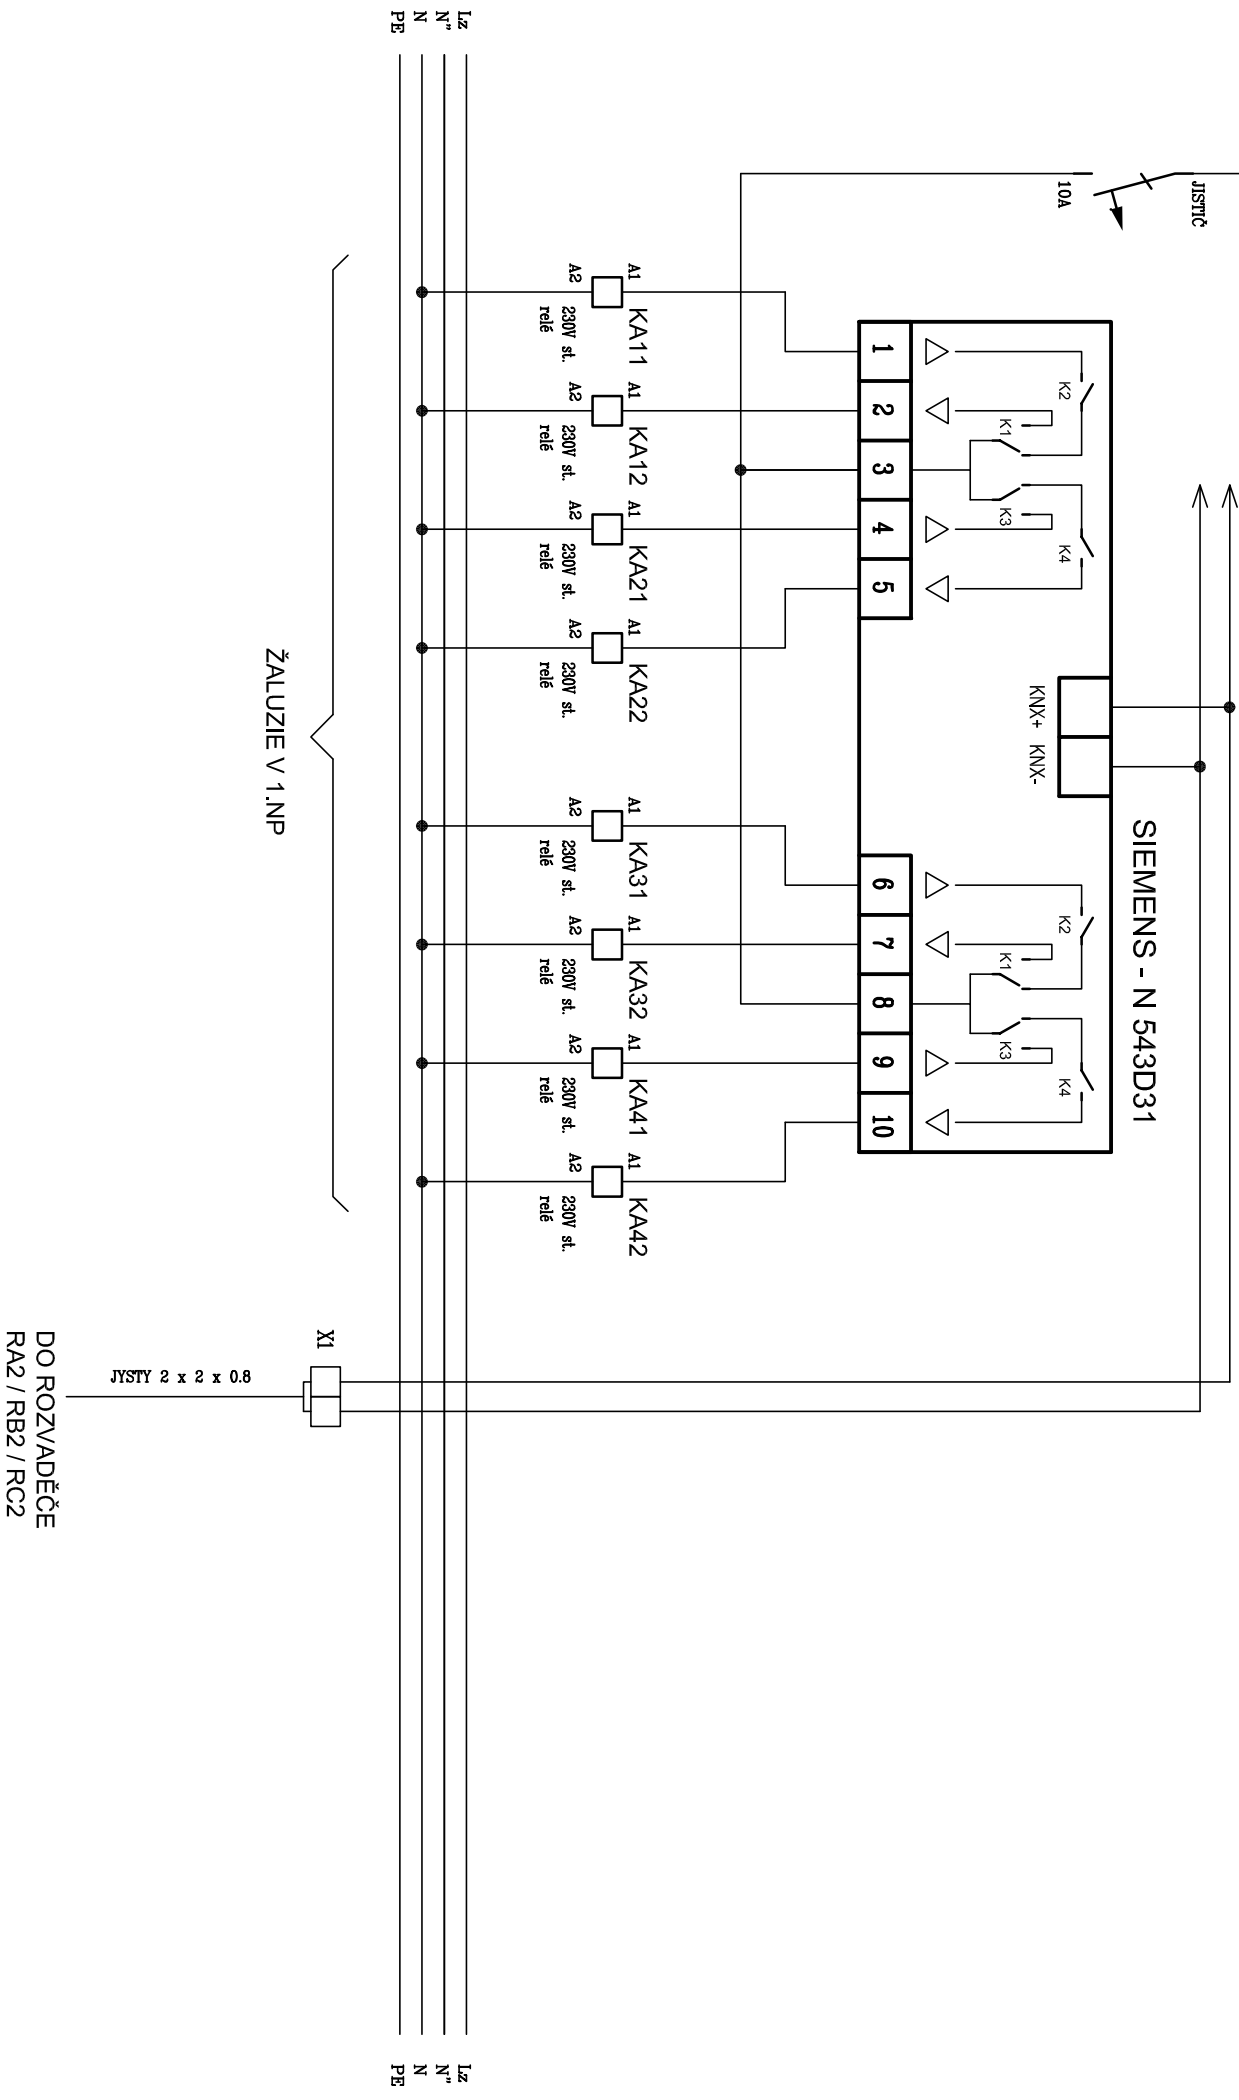 JISTIČ
10A
SIEMENS - N 543D31
KNX+ KNX-
K2
K1
K3
K4
K2
K1
K3
K4
1
2
3
4
5
6
7
8
9
10
A1
KA11
A2
230V st.
relé
A1
KA12
A2
230V st.
relé
A1
KA21
A2
230V st.
relé
A1
KA22
A2
230V st.
relé
A1
KA31
A2
230V st.
relé
A1
KA32
A2
230V st.
relé
A1
KA41
A2
230V st.
relé
A1
KA42
A2
230V st.
relé
Lz
N"
N
PE
Lz
N"
N
PE
ŽALUZIE V 1.NP
X1
JYSTY 2 x 2 x 0.8
DO ROZVADĚČE
RA2 / RB2 / RC2